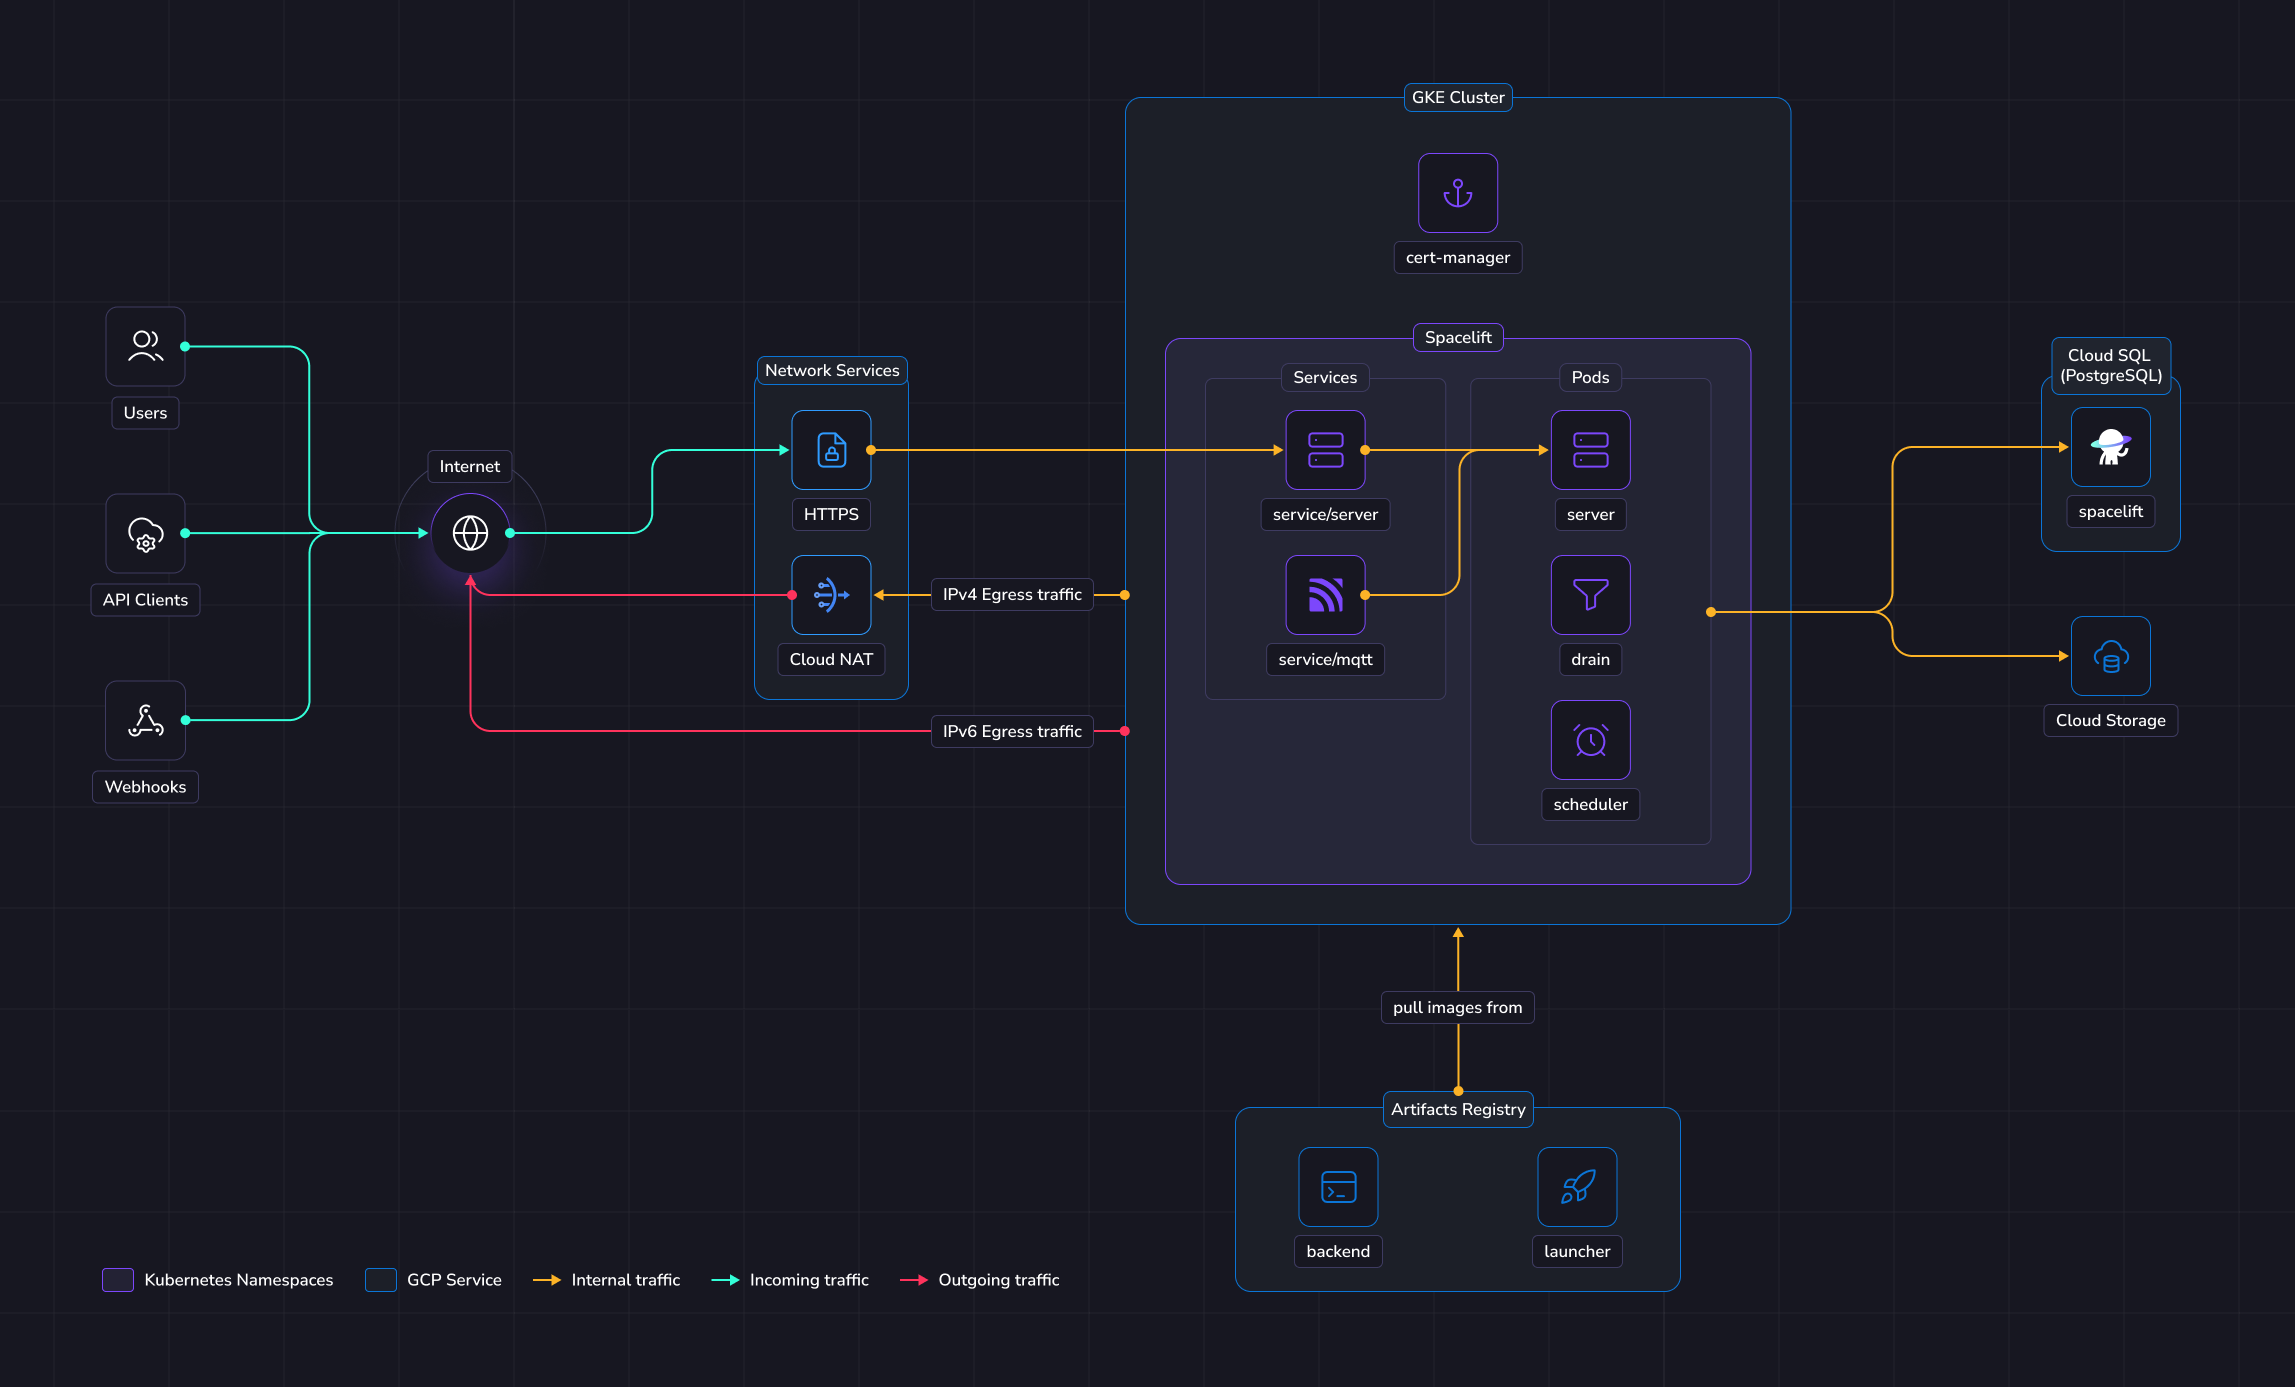 GKE Cluster
cert-manager
Spacelift
Services
Pods
service/server
service/mqtt
server
drain
scheduler
Users
API Clients
Webhooks
Internet
Network Services
HTTPS
Cloud NAT
IPv4 Egress traffic
IPv6 Egress traffic
Cloud SQL
(PostgreSQL)
spacelift
Cloud Storage
pull images from
Artifacts Registry
backend
launcher
Kubernetes Namespaces
GCP Service
Internal traffic
Incoming traffic
Outgoing traffic